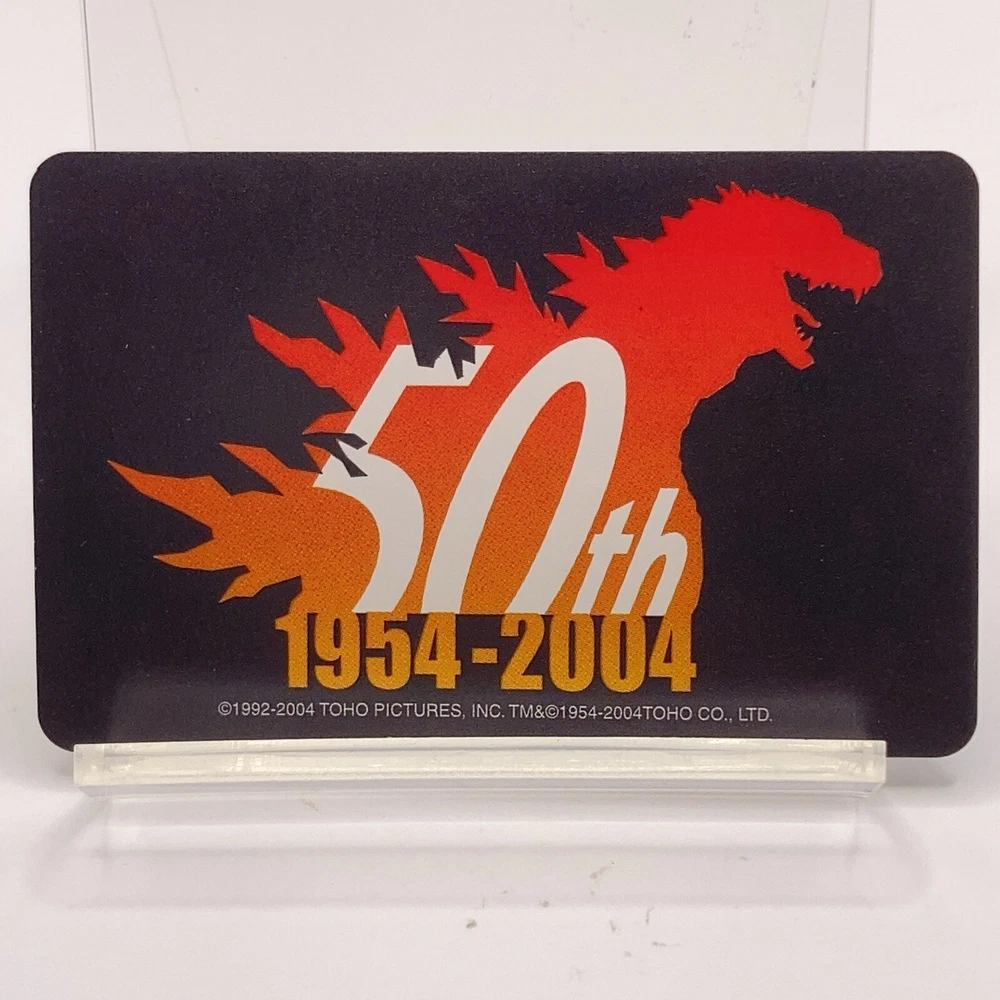 50th
1954-2004
©1992-2004 TOHO PICTURES, INC. TM&©1954-2004TOHO CO., LTD.